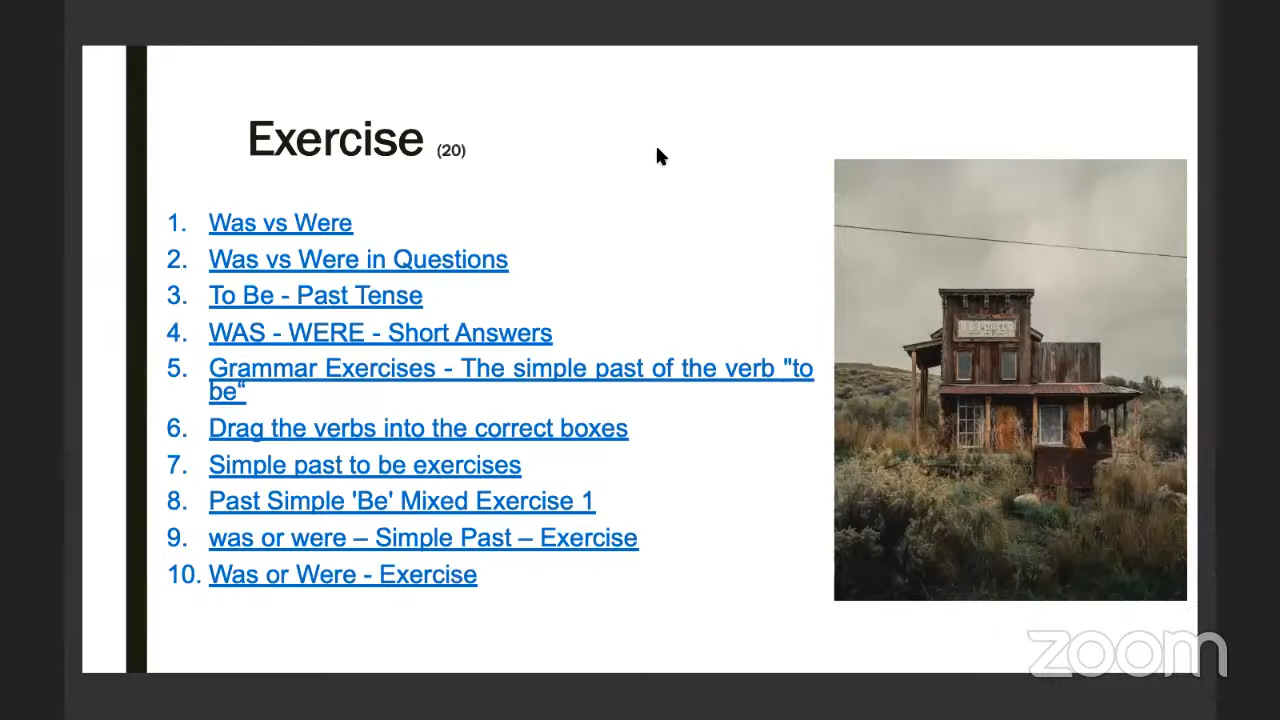 Exercise (20)
1. Was vs Were
2. Was vs Were in Questions
3. To Be - Past Tense
4. WAS - WERE - Short Answers
5. Grammar Exercises - The simple past of the verb "to
be“
6. Drag the verbs into the correct boxes
7. Simple past to be exercises
8. Past Simple 'Be' Mixed Exercise 1
9. was or were – Simple Past – Exercise
10. Was or Were - Exercise
zoom